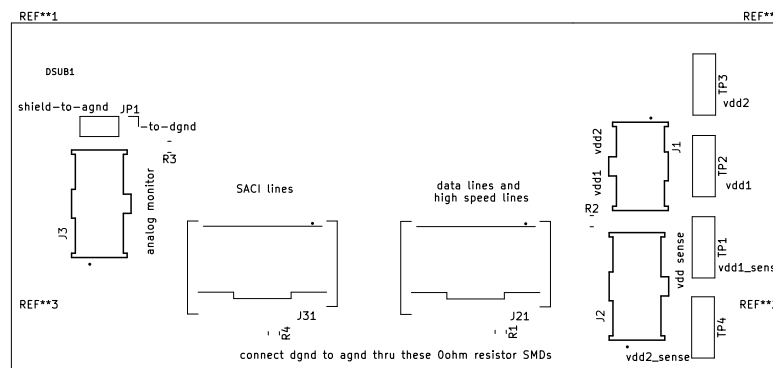 REF**1
REF**
DSUB1
TP3
vdd2
shield-to-agnd
JP1
-to-dgnd
R3
vdd2
vdd1
J1
TP2
vdd1
SACI lines
data lines and
high speed lines
analog monitor
J3
R2
TP1
vdd1_sens
vdd sense
J2
REF**3
REF**
J31
J21
R4
R1
TP4
vdd2_sense
connect dgnd to agnd thru these 0ohm resistor SMDs